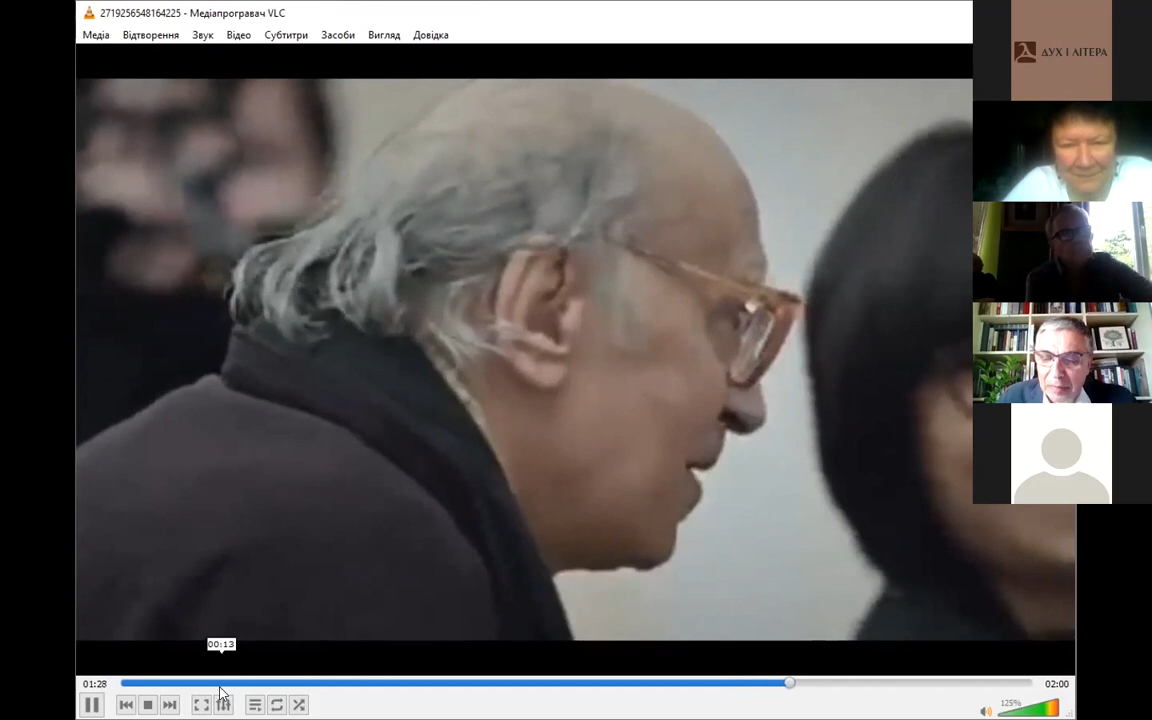 2719256548164225 - Медіапрогравач VLC
Медіа Відтворення Звук Відео Субтитри Засоби Вигляд Довідка
ДУХ І ЛІТЕРА
00:13
01:28
02:00
125%